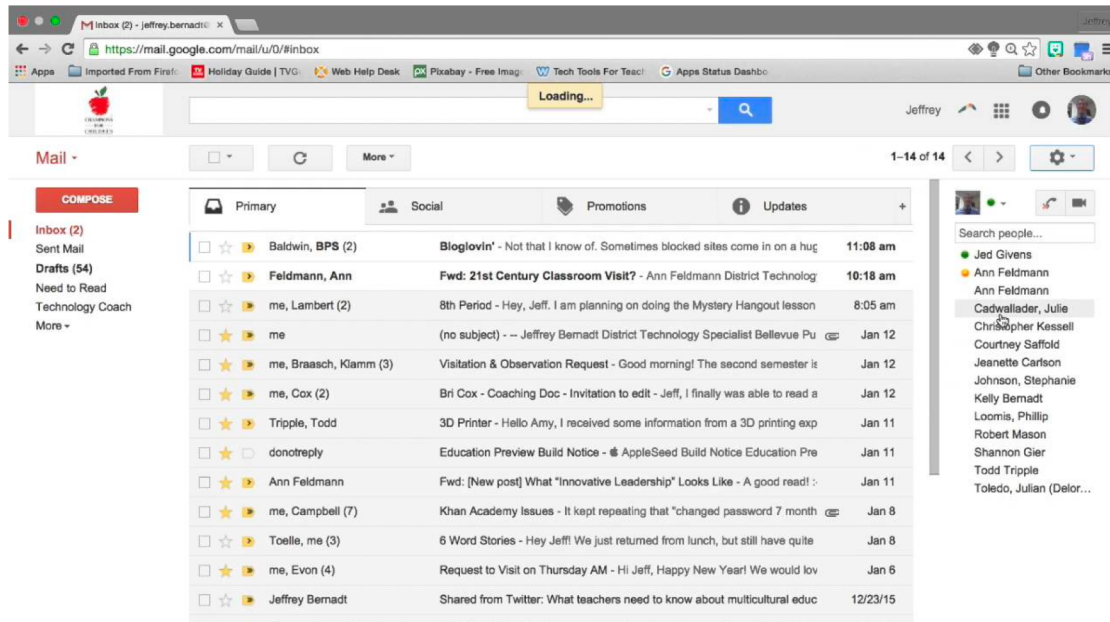 Inbox (2) - jeffrey.bernadt@ ×
Jeffrey
https://mail.google.com/mail/u/0/#inbox
Apps Imported From Firefo Holiday Guide | TVG Web Help Desk Pixabay - Free Image Tech Tools For Teach Apps Status Dashbo Other Bookmarks
Loading...
CHAMPIONS
FOR
CHILDREN
Jeffrey
Mail
More
1–14 of 14
COMPOSE
Primary Social Promotions Updates +
Inbox (2)
Sent Mail
Drafts (54)
Need to Read
Technology Coach
More
Baldwin, BPS (2) Bloglovin' - Not that I know of. Sometimes blocked sites come in on a hug 11:08 am
Feldmann, Ann Fwd: 21st Century Classroom Visit? - Ann Feldmann District Technolog 10:18 am
me, Lambert (2) 8th Period - Hey, Jeff. I am planning on doing the Mystery Hangout lesson 8:05 am
me (no subject) - -- Jeffrey Bernadt District Technology Specialist Bellevue Pu Jan 12
me, Braasch, Klamm (3) Visitation & Observation Request - Good morning! The second semester is Jan 12
me, Cox (2) Bri Cox - Coaching Doc - Invitation to edit - Jeff, I finally was able to read a Jan 12
Tripple, Todd 3D Printer - Hello Amy, I received some information from a 3D printing exp Jan 11
donotreply Education Preview Build Notice - AppleSeed Build Notice Education Pre Jan 11
Ann Feldmann Fwd: [New post] What "Innovative Leadership" Looks Like - A good read! :- Jan 11
me, Campbell (7) Khan Academy Issues - It kept repeating that "changed password 7 month Jan 8
Toelle, me (3) 6 Word Stories - Hey Jeff! We just returned from lunch, but still have quite Jan 8
me, Evon (4) Request to Visit on Thursday AM - Hi Jeff, Happy New Year! We would lov Jan 6
Jeffrey Bernadt Shared from Twitter: What teachers need to know about multicultural educ 12/23/15
Search people...
Jed Givens
Ann Feldmann
Ann Feldmann
Cadwallader, Julie
Christopher Kessell
Courtney Saffold
Jeanette Carlson
Johnson, Stephanie
Kelly Bernadt
Loomis, Phillip
Robert Mason
Shannon Gier
Todd Tripple
Toledo, Julian (Delor...